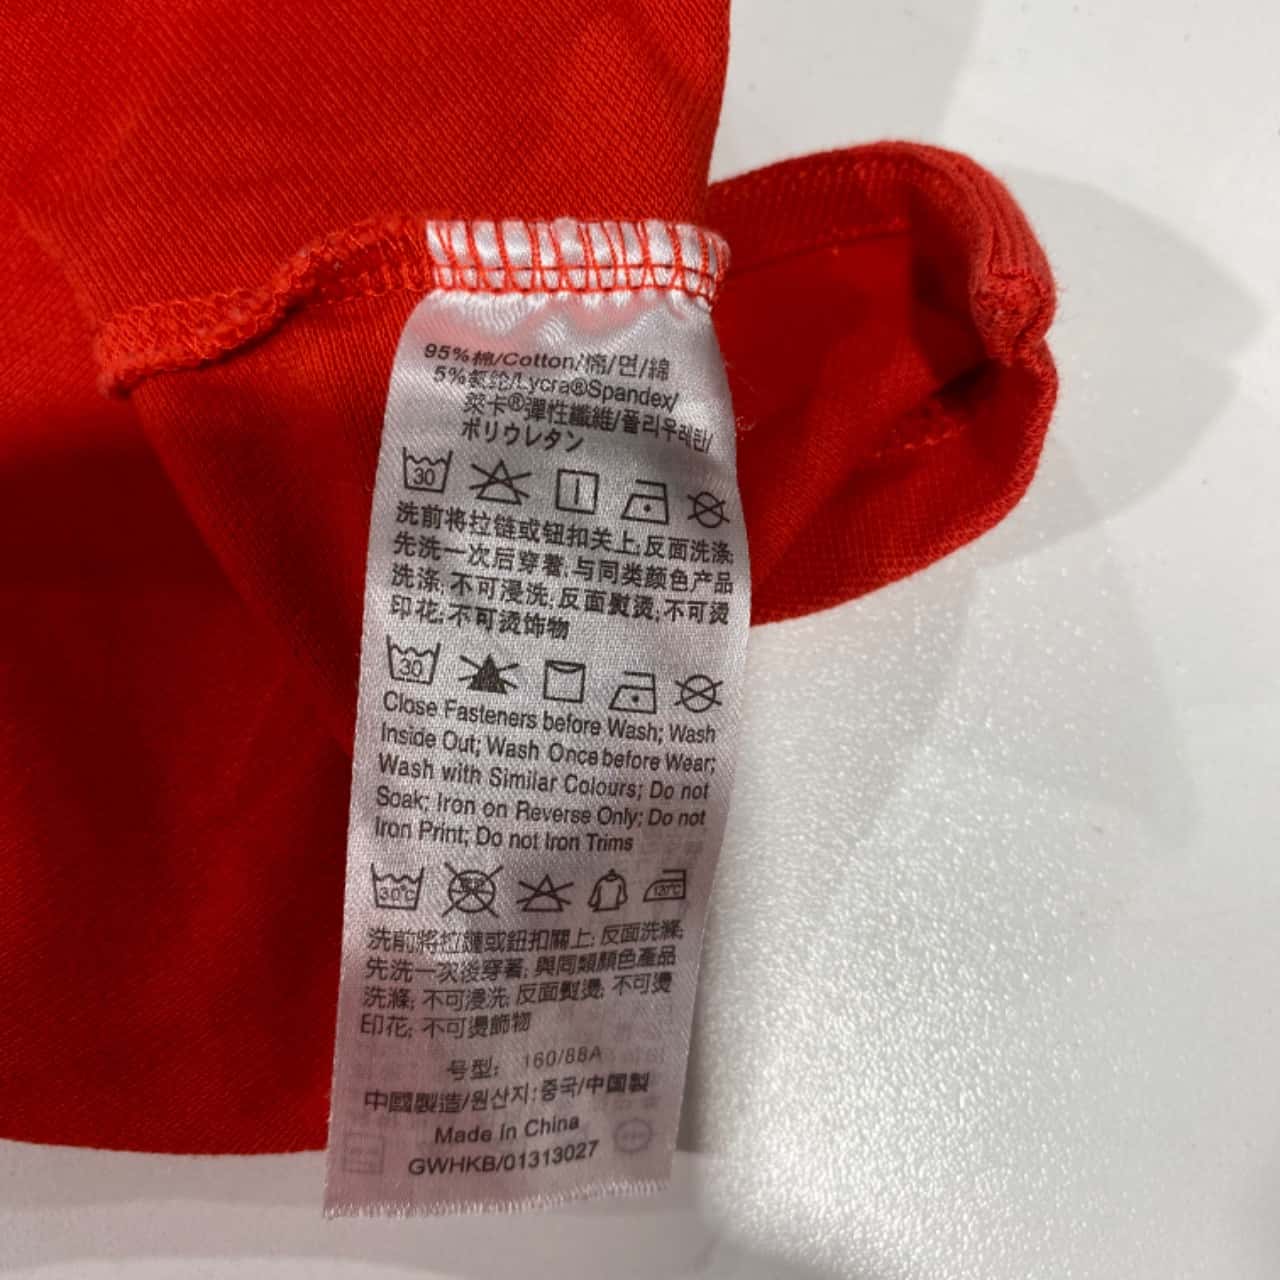 95%棉/Cotton/棉/면/綿
5%氨纶/Lycra®Spandex/
萊卡®彈性纖維/폴리우레탄/
ポリウレタン
30
洗前将拉链或钮扣关上;反面洗涤;
先洗一次后穿着;与同类颜色产品
洗涤;不可浸洗;反面熨烫;不可烫
印花;不可烫饰物
30
Close Fasteners before Wash; Wash
Inside Out; Wash Once before Wear;
Wash with Similar Colours; Do not
Soak; Iron on Reverse Only; Do not
Iron Print; Do not Iron Trims
30°C 120°C
洗前將拉鏈或鈕扣關上;反面洗滌;
先洗一次後穿著;與同類顏色產品
洗滌;不可浸洗;反面熨燙;不可燙
印花;不可燙飾物
号型: 160/88A
中國製造/원산지:중국/中国製
Made In China
GWHKB/01313027